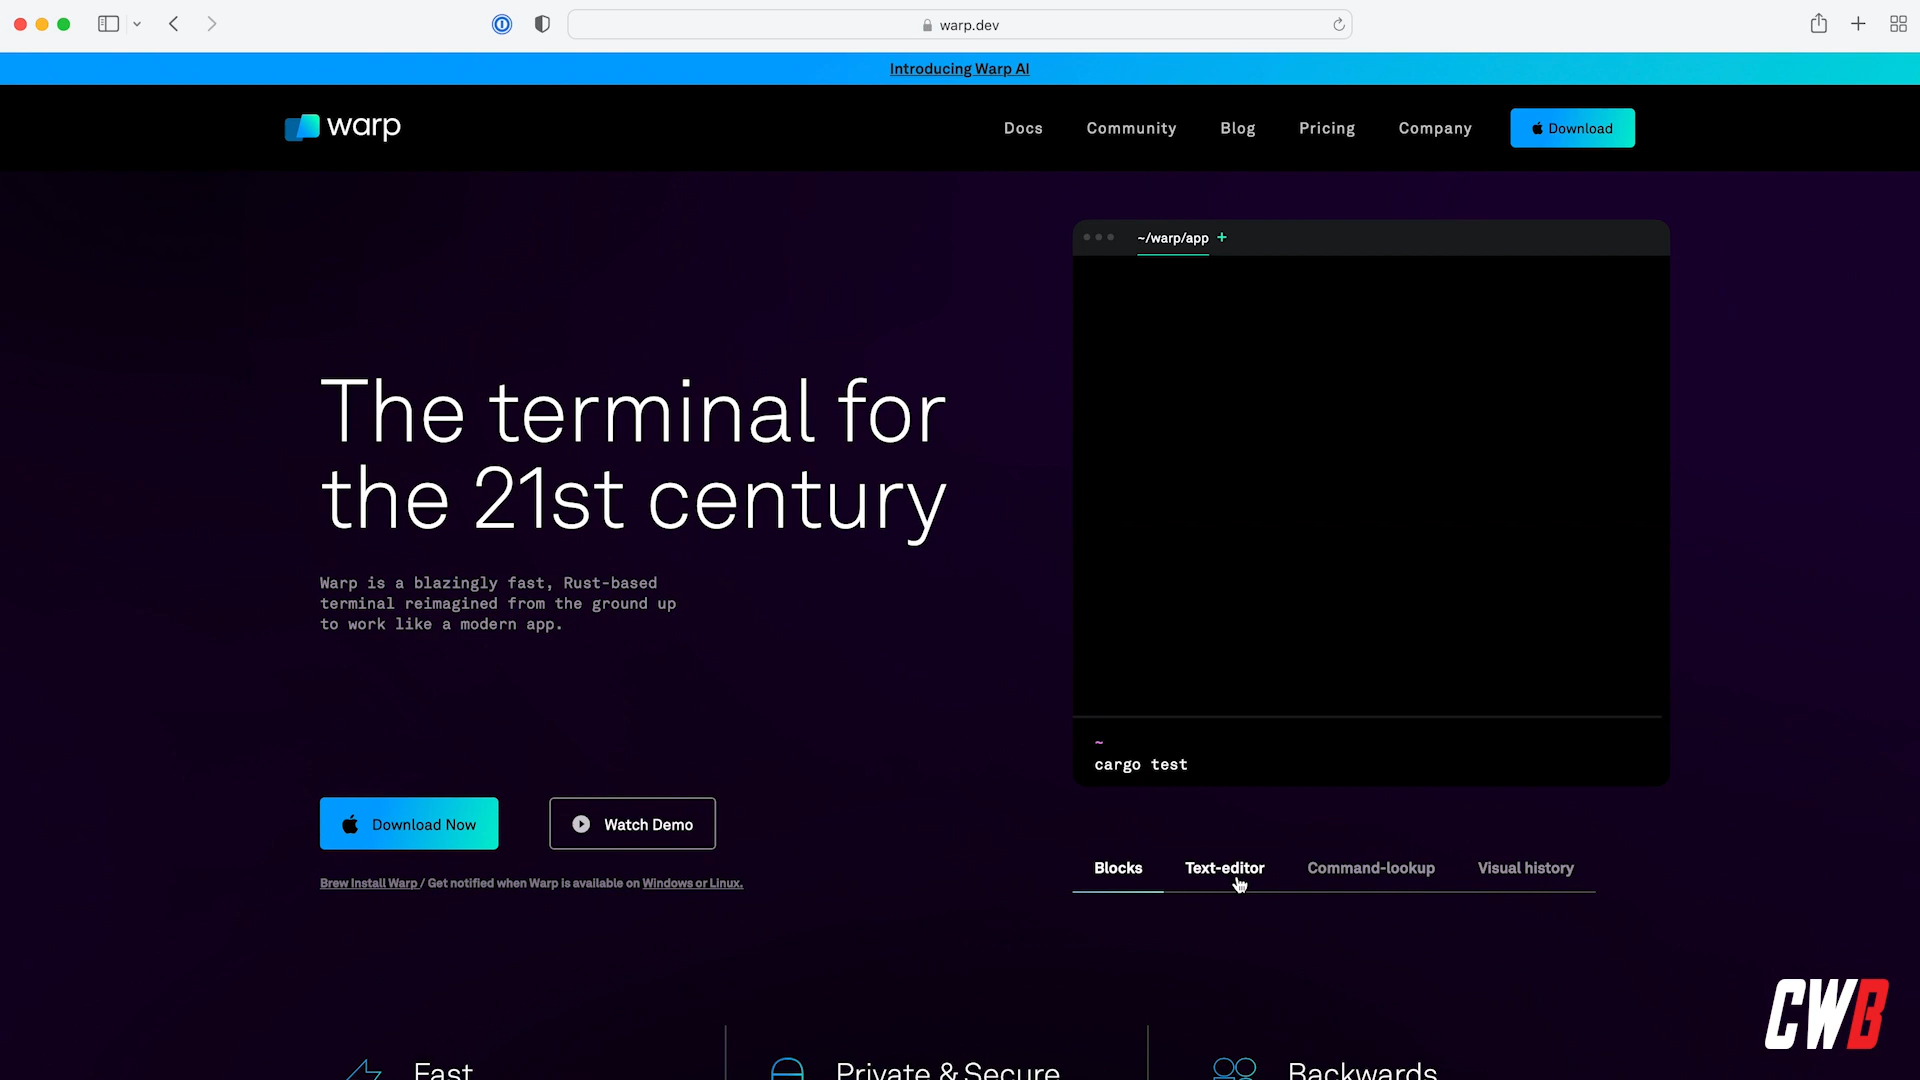 warp.dev
Introducing Warp AI
warp
Docs
Community
Blog
Pricing
Company
Download
~/warp/app +
The terminal for
the 21st century
Warp is a blazingly fast, Rust-based
terminal reimagined from the ground up
to work like a modern app.
~
cargo test
Download Now
Watch Demo
Brew Install Warp / Get notified when Warp is available on Windows or Linux.
Blocks
Text-editor
Command-lookup
Visual history
CWB
Fast
Private & Secure
Backwards